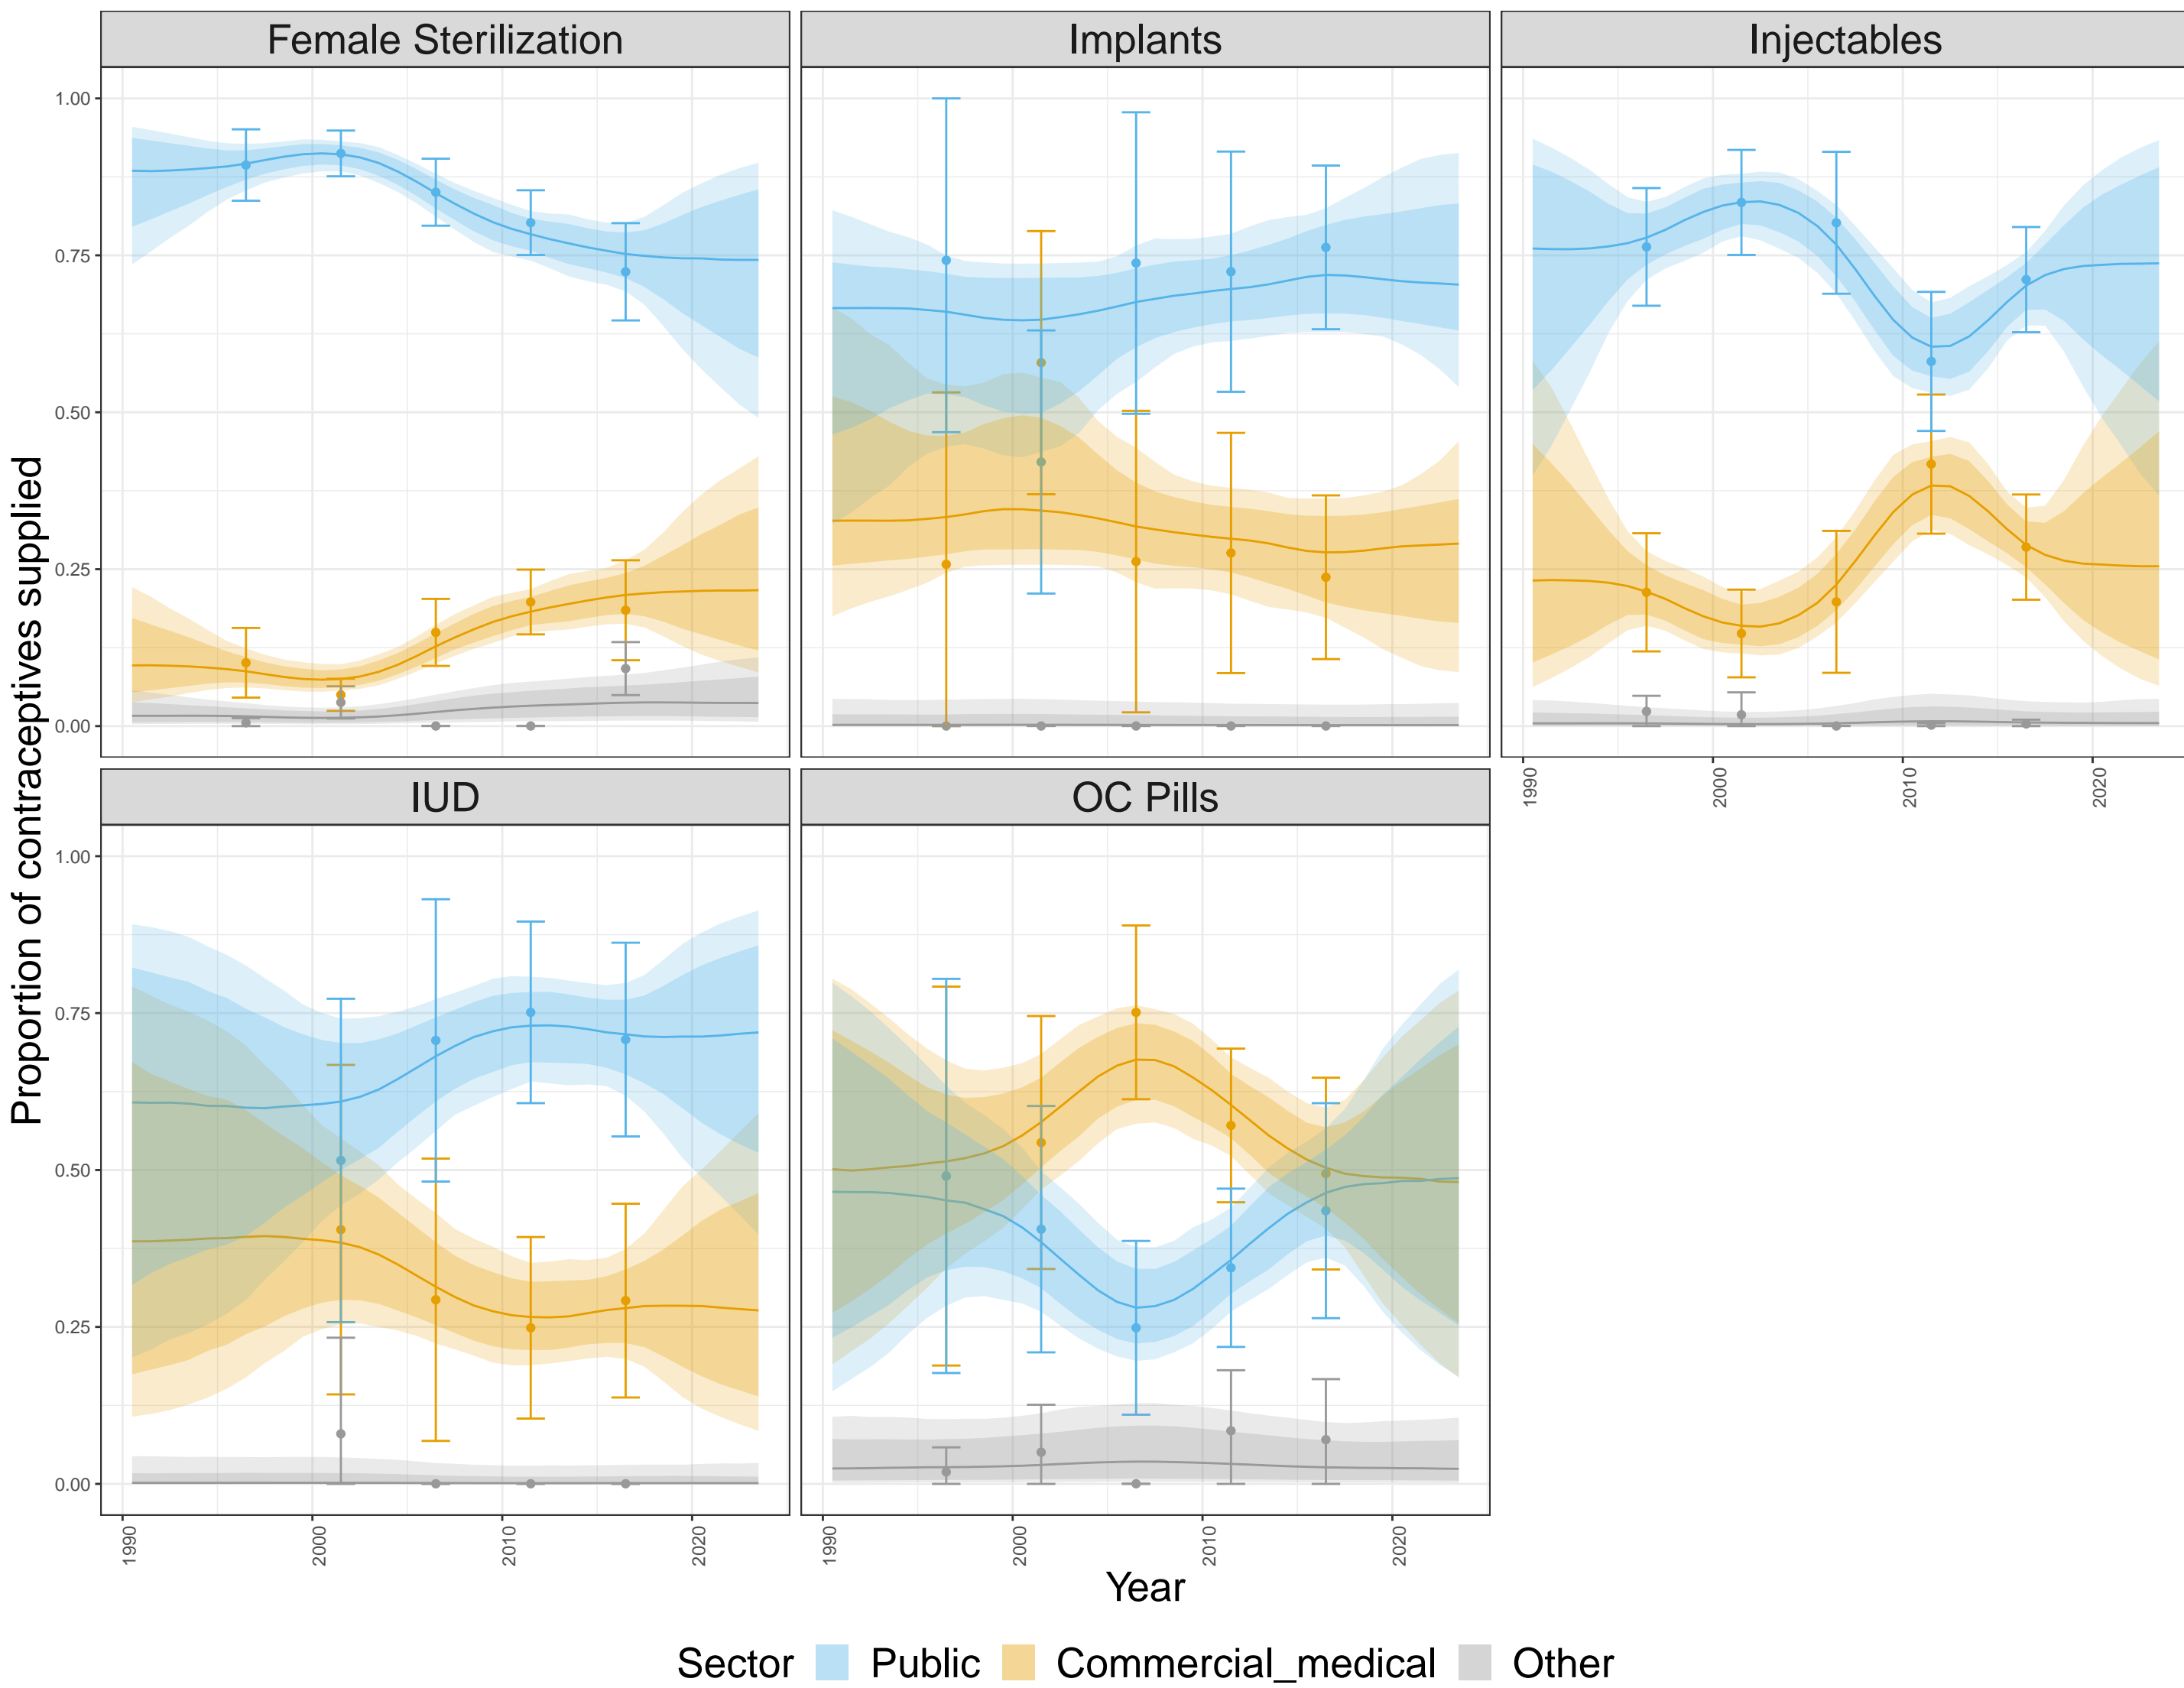 Female Sterilization
Implants
Injectables
Proportion of contraceptives supplied
1.00
0.75
0.50
0.25
0.00
1990
2000
2010
2020
IUD
OC Pills
1.00
0.75
0.50
0.25
0.00
1990
2000
2010
2020
1990
2000
2010
2020
Year
Sector Public Commercial_medical Other